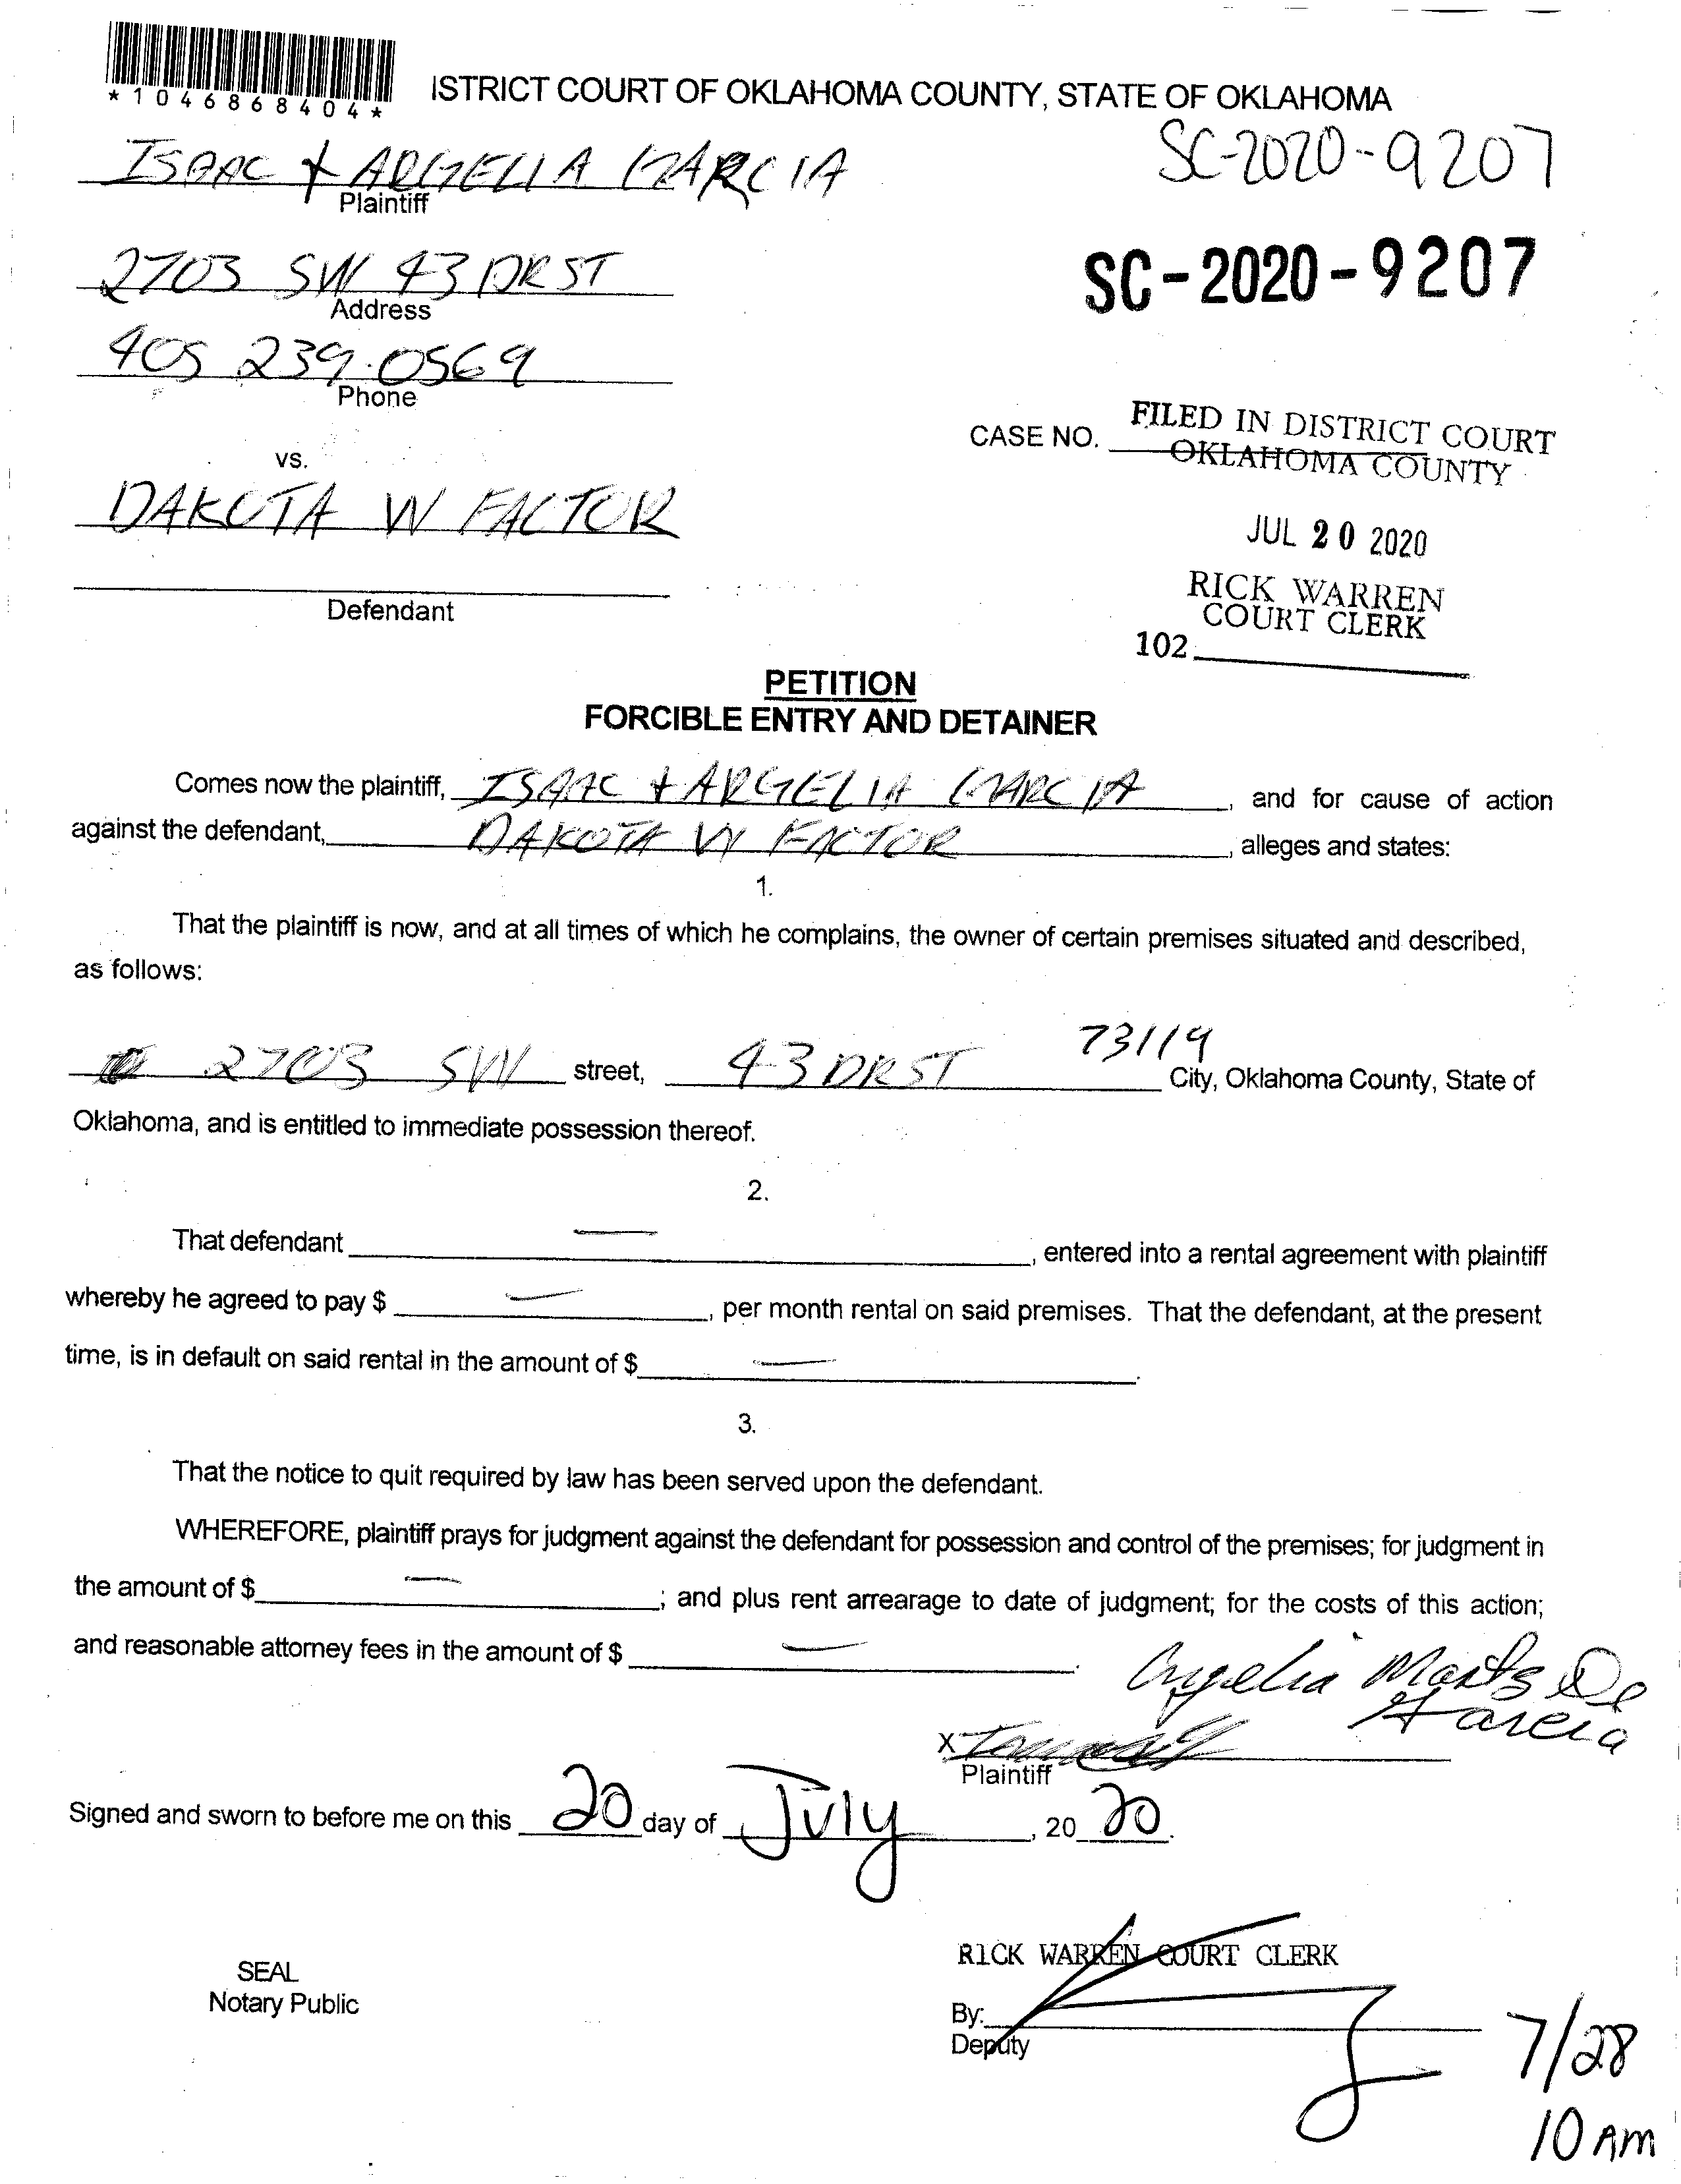 *1046868404*
ISTRICT COURT OF OKLAHOMA COUNTY, STATE OF OKLAHOMA
ISAAC + ARGELIA GARCIA
SC-2020-9207
Plaintiff
2703 SW 43 DRST
SC-2020-9207
Address
405 239.0569
Phone
CASE NO.
FILED IN DISTRICT COURT
OKLAHOMA COUNTY
vs.
DAKOTA W FACTOR
JUL 20 2020
RICK WARREN
COURT CLERK
Defendant
102
PETITION
FORCIBLE ENTRY AND DETAINER
Comes now the plaintiff, ISAAC + ARGELIA GARCIA, and for cause of action
against the defendant, DAKOTA W FACTOR, alleges and states:
1.
That the plaintiff is now, and at all times of which he complains, the owner of certain premises situated and described,
as follows:
2703 SW street, 43 DRST 73119 City, Oklahoma County, State of
Oklahoma, and is entitled to immediate possession thereof.
2.
That defendant —, entered into a rental agreement with plaintiff
whereby he agreed to pay $ —, per month rental on said premises. That the defendant, at the present
time, is in default on said rental in the amount of $ —.
3.
That the notice to quit required by law has been served upon the defendant.
WHEREFORE, plaintiff prays for judgment against the defendant for possession and control of the premises; for judgment in
the amount of $ —; and plus rent arrearage to date of judgment; for the costs of this action;
and reasonable attorney fees in the amount of $ —.
De
Garcia
X
Plaintiff
Signed and sworn to before me on this 20 day of July, 20 20.
RICK WARREN COURT CLERK
SEAL
Notary Public
By:
Deputy
7/28
10 AM